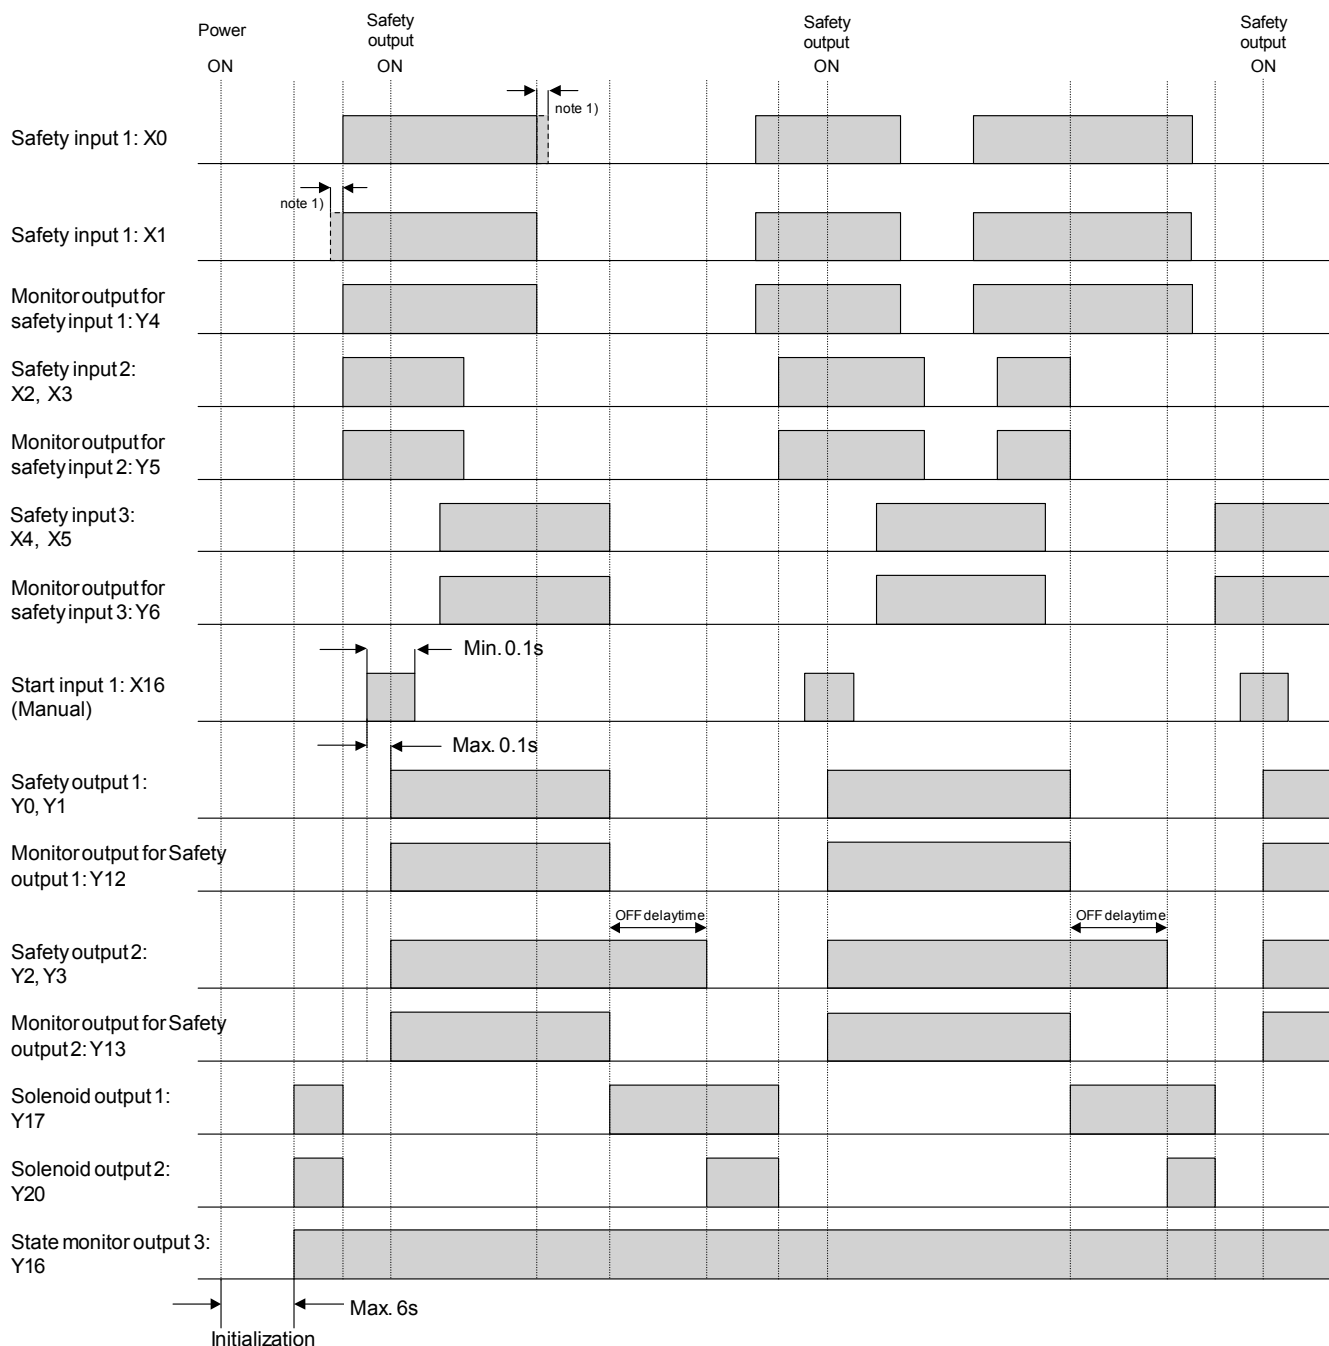 Power
ON
Safety
output
ON
Safety
output
ON
Safety
output
ON
note 1)
Safety input 1: X0
note 1)
Safety input 1: X1
Monitor output for
safety input 1: Y4
Safety input 2:
X2, X3
Monitor output for
safety input 2: Y5
Safety input 3:
X4, X5
Monitor output for
safety input 3: Y6
Min. 0.1s
Start input 1: X16
(Manual)
Max. 0.1s
Safety output 1:
Y0, Y1
Monitor output for Safety
output 1: Y12
OFF delay time
OFF delay time
Safety output 2:
Y2, Y3
Monitor output for Safety
output 2: Y13
Solenoid output 1:
Y17
Solenoid output 2:
Y20
State monitor output 3:
Y16
Max. 6s
Initialization